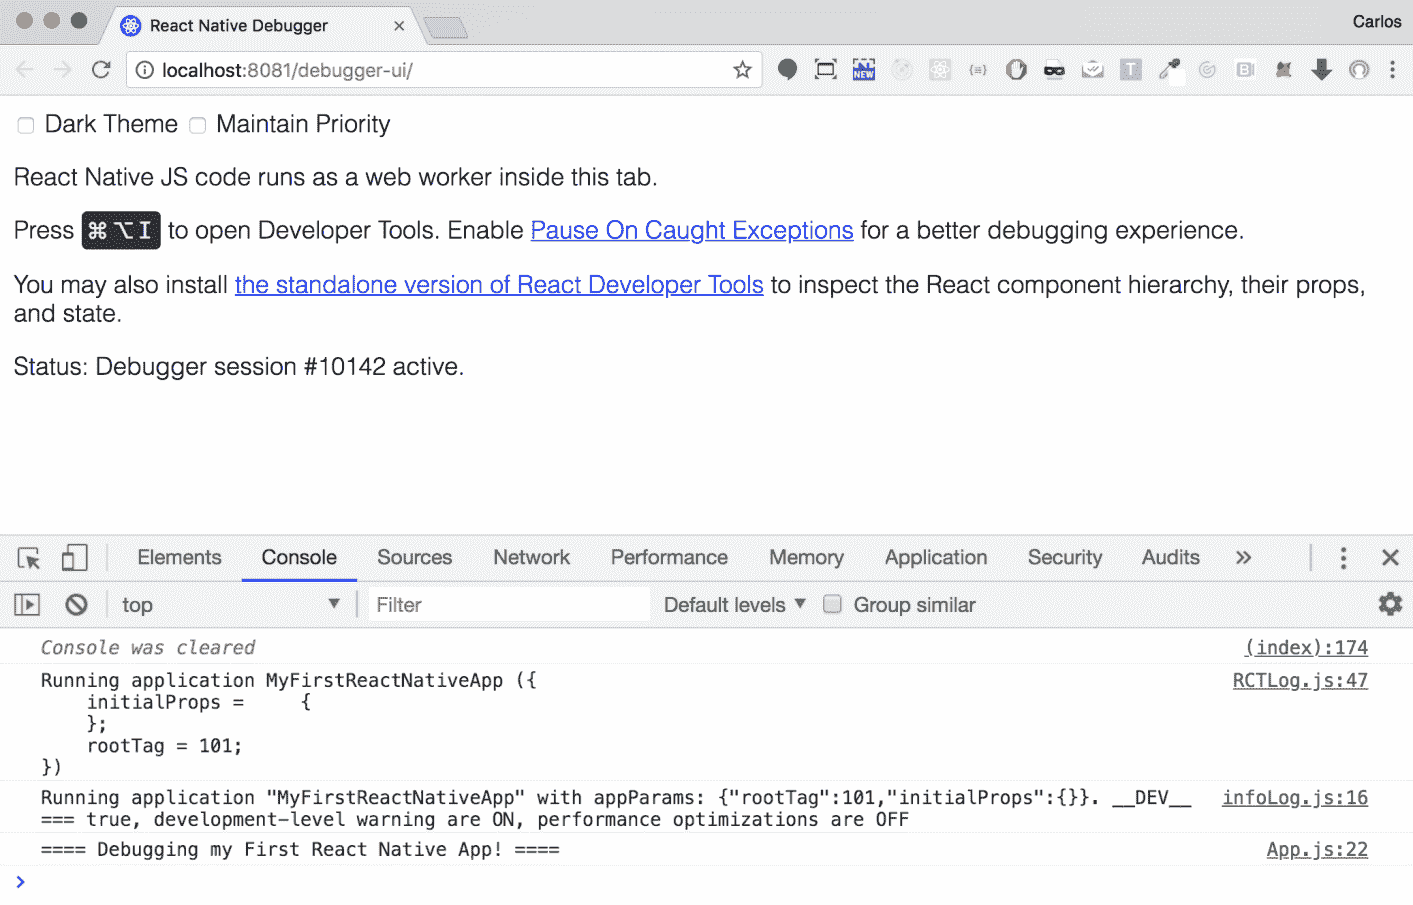 React Native Debugger
Carlos
localhost:8081/debugger-ui/
NEW
T
B
Dark Theme Maintain Priority
React Native JS code runs as a web worker inside this tab.
Press ⌘⌥I to open Developer Tools. Enable Pause On Caught Exceptions for a better debugging experience.
You may also install the standalone version of React Developer Tools to inspect the React component hierarchy, their props,
and state.
Status: Debugger session #10142 active.
Elements Console Sources Network Performance Memory Application Security Audits »
top Filter Default levels Group similar
Console was cleared (index):174
Running application MyFirstReactNativeApp ({ RCTLog.js:47
initialProps = {
};
rootTag = 101;
})
Running application "MyFirstReactNativeApp" with appParams: {"rootTag":101,"initialProps":{}}. __DEV__ infoLog.js:16
=== true, development-level warning are ON, performance optimizations are OFF
==== Debugging my First React Native App! ==== App.js:22